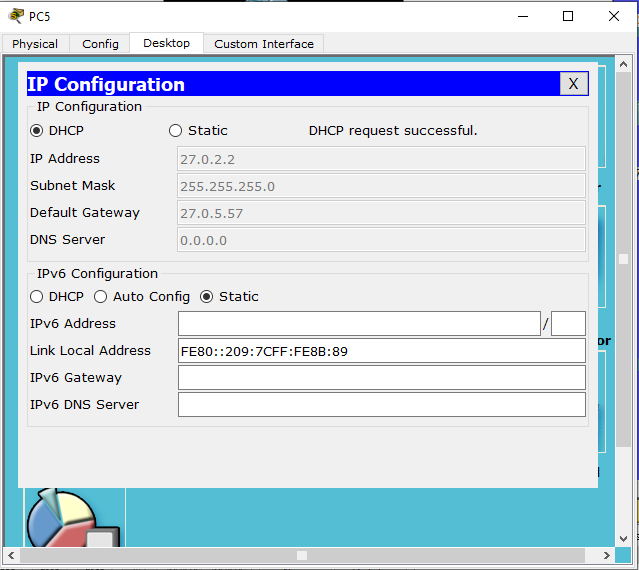 PC5
Physical Config Desktop Custom Interface
IP Configuration X
IP Configuration
DHCP Static DHCP request successful.
IP Address 27.0.2.2
Subnet Mask 255.255.255.0
Default Gateway 27.0.5.57
DNS Server 0.0.0.0
IPv6 Configuration
DHCP Auto Config Static
IPv6 Address /
Link Local Address FE80::209:7CFF:FE8B:89
IPv6 Gateway
IPv6 DNS Server
or